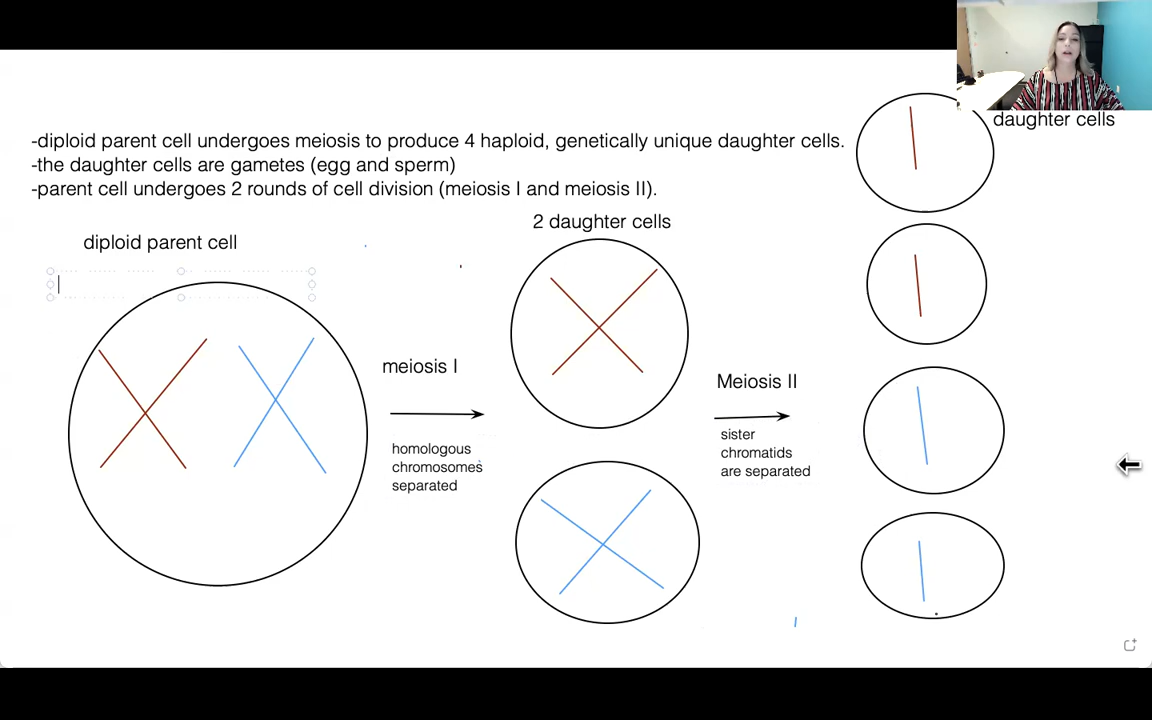 -diploid parent cell undergoes meiosis to produce 4 haploid, genetically unique daughter cells.
-the daughter cells are gametes (egg and sperm)
-parent cell undergoes 2 rounds of cell division (meiosis I and meiosis II).
diploid parent cell
meiosis I
homologous
chromosomes
separated
2 daughter cells
Meiosis II
sister
chromatids
are separated
daughter cells